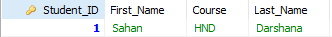 Student_ID First_Name Course Last_Name
1 Sahan HND Darshana